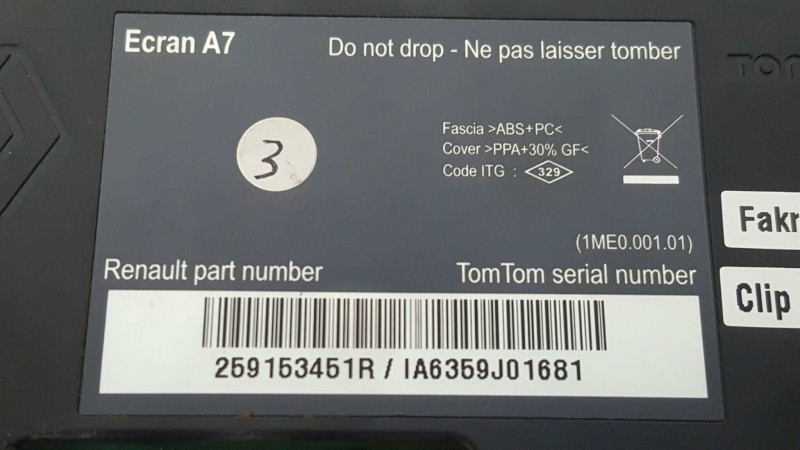 Ecran A7
Do not drop - Ne pas laisser tomber
3
Fascia >ABS+PC<
Cover >PPA+30% GF<
Code ITG : 329
(1ME0.001.01)
Renault part number
TomTom serial number
259153451R / IA6359J01681
Fakr
Clip
TOM